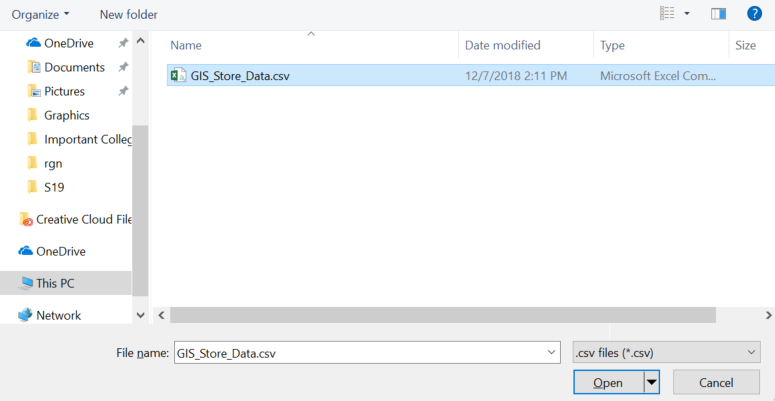 Organize New folder ?
OneDrive
Documents
Pictures
Graphics
Important Colleg
rgn
S19
Creative Cloud File
OneDrive
This PC
Network
Name Date modified Type Size
GIS_Store_Data.csv 12/7/2018 2:11 PM Microsoft Excel Com...
File name: GIS_Store_Data.csv .csv files (*.csv)
Open Cancel